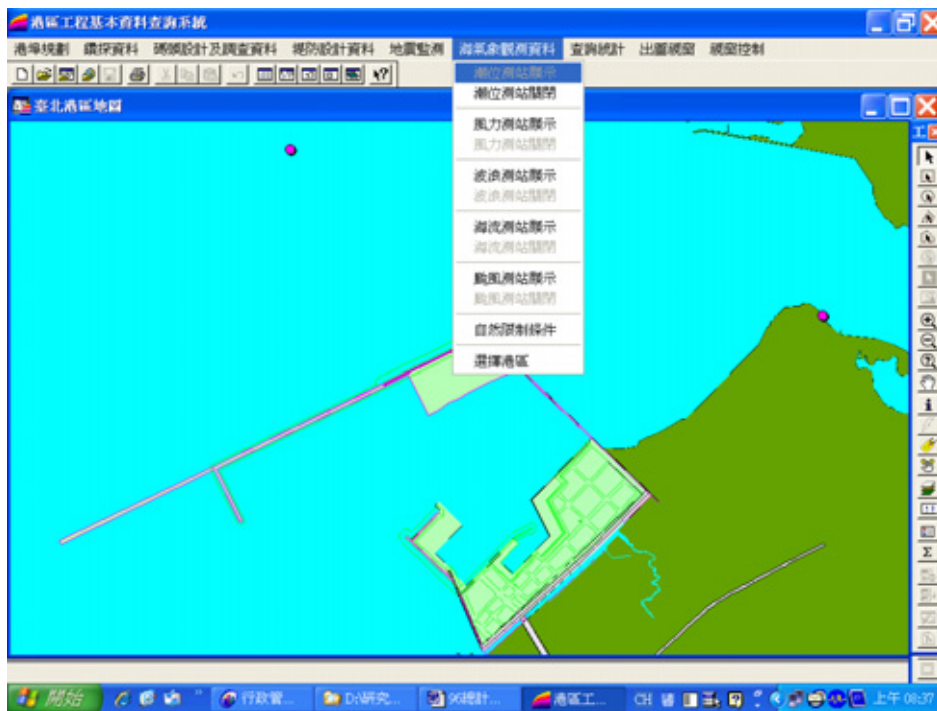 港區工程基本資料查詢系統
港埠規劃 鑽探資料 碼頭設計及調查資料 堤防設計資料 地震監測 海氣象觀測資料 查詢統計 出圖視窗 視窗控制
潮位測站顯示
潮位測站關閉
風力測站顯示
風力測站關閉
波浪測站顯示
波浪測站關閉
海流測站顯示
海流測站關閉
颱風測站顯示
颱風測站關閉
自然限制條件
選擇港區
臺北港區地圖
工
開始 行政管... D:\研究... 96總計... 港區工... CH 上午 08:37